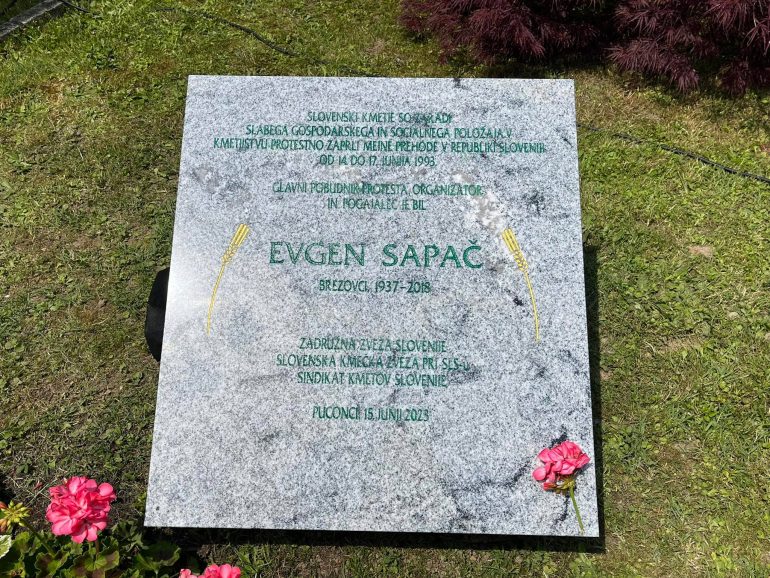 SLOVENSKI KMETJE SO ZARADI
SLABEGA GOSPODARSKEGA IN SOCIALNEGA POLOŽAJA V
KMETIJSTVU PROTESTNO ZAPRLI MEJNE PREHODE V REPUBLIKI SLOVENIJI
OD 14. DO 17. JUNIJA 1993.
GLAVNI POBUDNIK PROTESTA, ORGANIZATOR
IN POGAJALEC JE BIL
EVGEN SAPAČ
BREZOVCI, 1937-2018
ZADRUŽNA ZVEZA SLOVENIJE
SLOVENSKA KMEČKA ZVEZA PRI SLS-u
SINDIKAT KMETOV SLOVENIJE
PUCONCI, 15. JUNIJ 2023